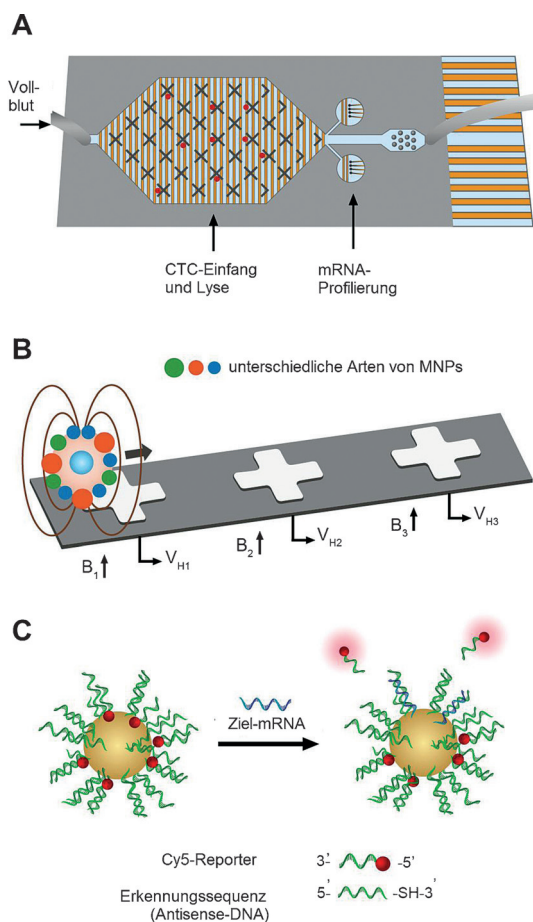 A
Voll-
blut
CTC-Einfang
und Lyse
mRNA-
Profilierung
B
unterschiedliche Arten von MNPs
B1
VH1
B2
VH2
B3
VH3
C
Ziel-mRNA
Cy5-Reporter
3'-
-5'
Erkennungssequenz
5'-
-SH-3'
(Antisense-DNA)